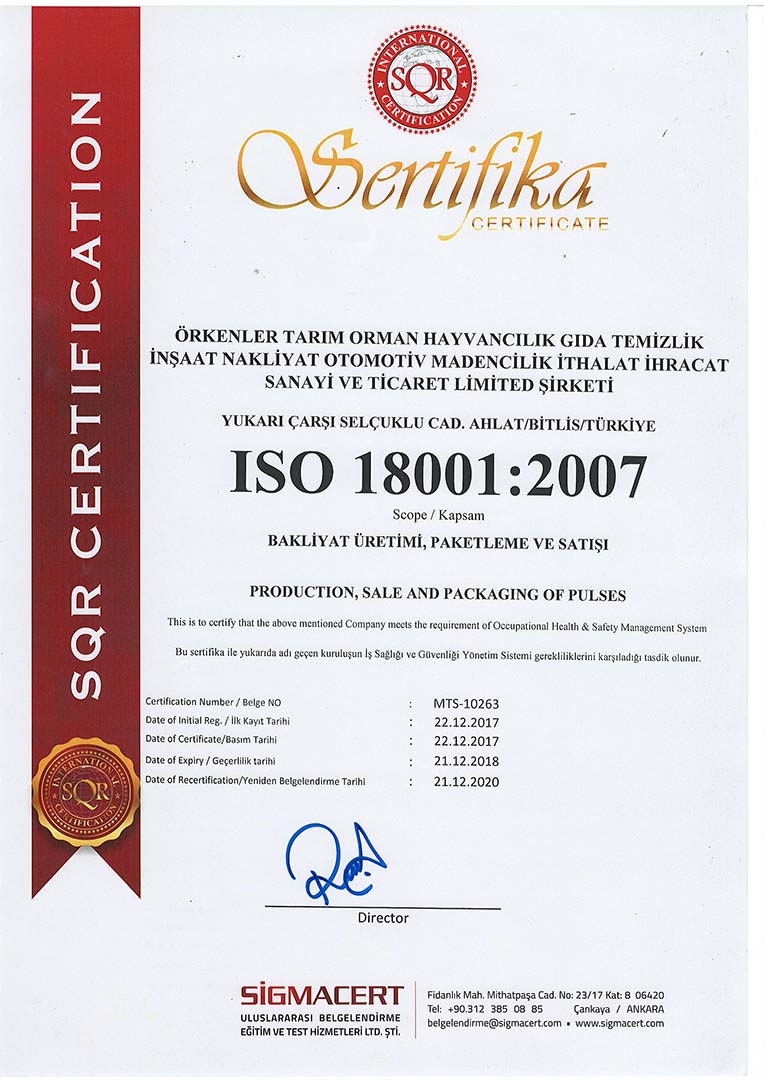 INTERNATIONAL
SQR
CERTIFICATION
Sertifika
CERTIFICATE
SQR CERTIFICATION
ÖRKENLER TARIM ORMAN HAYVANCILIK GIDA TEMİZLİK
İNŞAAT NAKLİYAT OTOMOTİV MADENCİLİK İTHALAT İHRACAT
SANAYİ VE TİCARET LİMİTED ŞİRKETİ
YUKARI ÇARŞI SELÇUKLU CAD. AHLAT/BİTLİS/TÜRKİYE
ISO 18001:2007
Scope / Kapsam
BAKLİYAT ÜRETİMİ, PAKETLEME VE SATIŞI
PRODUCTION, SALE AND PACKAGING OF PULSES
This is to certify that the above mentioned Company meets the requirement of Occupational Health & Safety Management System
Bu sertifika ile yukarıda adı geçen kuruluşun İş Sağlığı ve Güvenliği Yönetim Sistemi gerekliliklerini karşıladığı tasdik olunur.
Certification Number / Belge NO : MTS-10263
Date of Initial Reg. / İlk Kayıt Tarihi : 22.12.2017
Date of Certificate/Basım Tarihi : 22.12.2017
Date of Expiry / Geçerlilik tarihi : 21.12.2018
Date of Recertification/Yeniden Belgelendirme Tarihi : 21.12.2020
INTERNATIONAL
SQR
CERTIFICATION
Director
SİGMACERT
ULUSLARARASI BELGELENDİRME
EĞİTİM VE TEST HİZMETLERİ LTD. ŞTİ.
Fidanlık Mah. Mithatpaşa Cad. No: 23/17 Kat: 8 06420
Tel: +90.312 385 08 85 Çankaya / ANKARA
belgelendirme@sigmacert.com • www.sigmacert.com